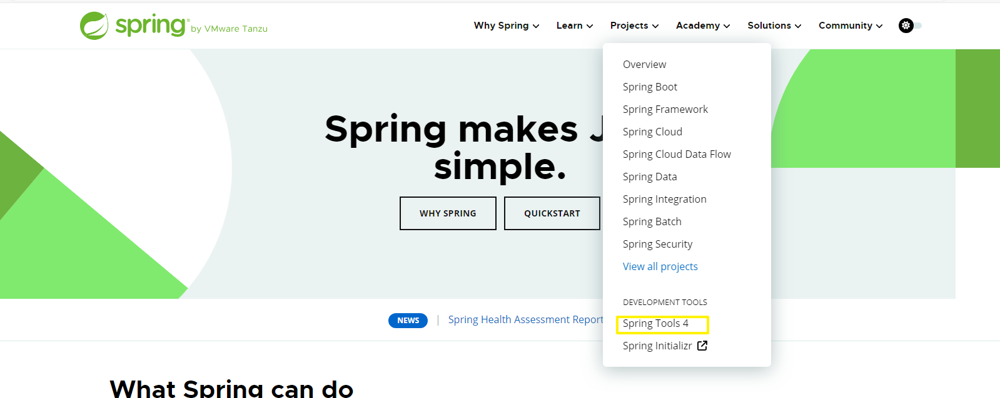 spring® by VMware Tanzu
Why Spring
Learn
Projects
Academy
Solutions
Community
Overview
Spring Boot
Spring Framework
Spring Cloud
Spring Cloud Data Flow
Spring Data
Spring Integration
Spring Batch
Spring Security
View all projects
DEVELOPMENT TOOLS
Spring Tools 4
Spring Initializr
Spring makes J
simple.
WHY SPRING
QUICKSTART
NEWS | Spring Health Assessment Report
What Spring can do